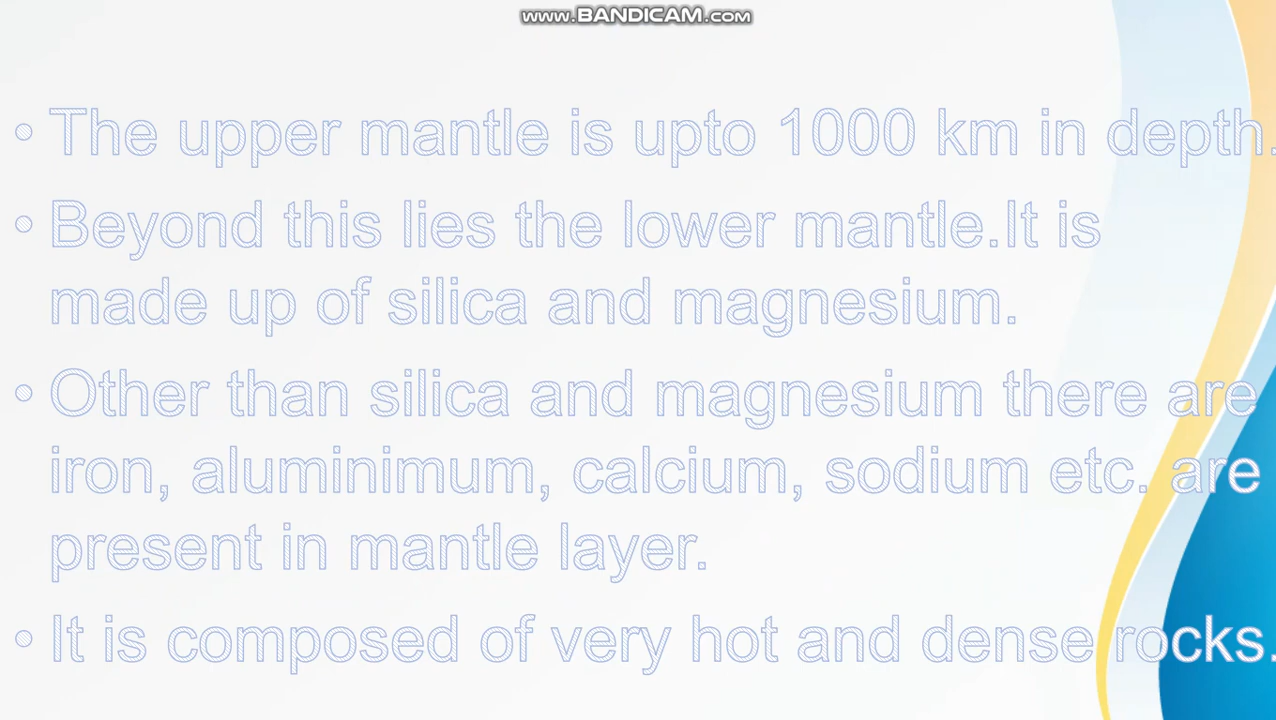 www.BANDICAM.com
• The upper mantle is upto 1000 km in depth.
• Beyond this lies the lower mantle.It is
made up of silica and magnesium.
• Other than silica and magnesium there are
iron, aluminimum, calcium, sodium etc. are
present in mantle layer.
• It is composed of very hot and dense rocks.